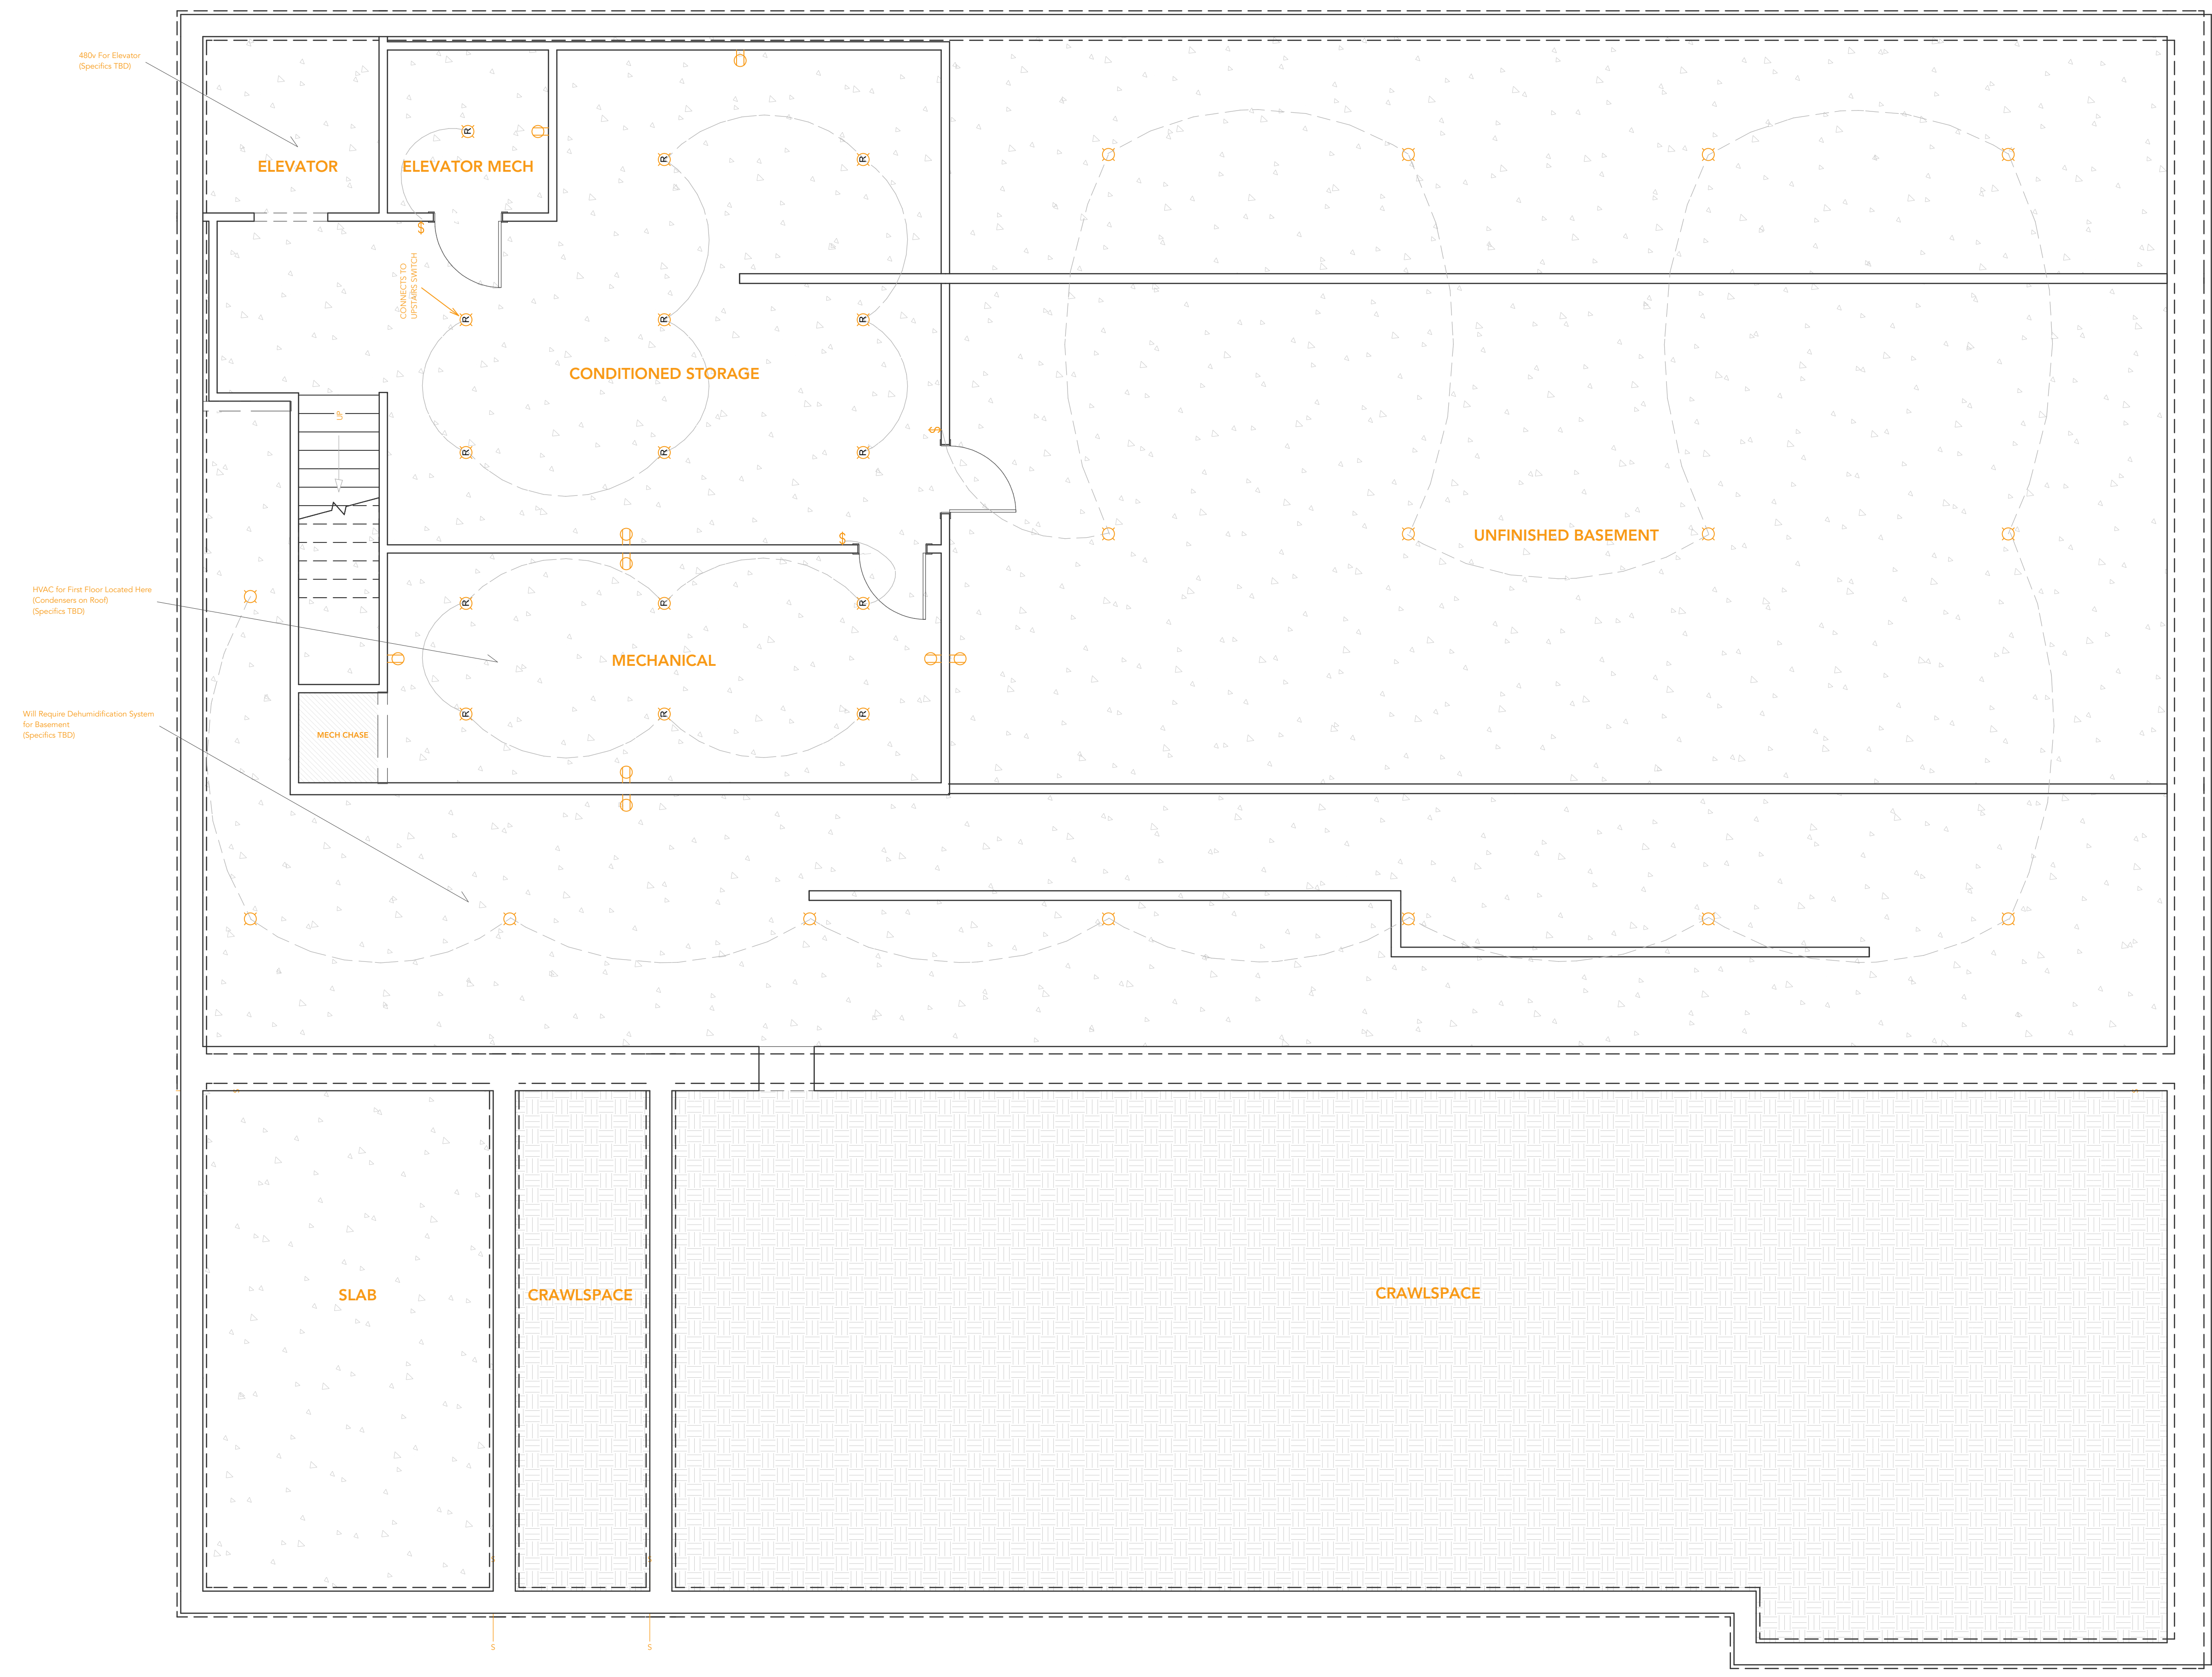 480v For Elevator
(Specifics TBD)
ELEVATOR
ELEVATOR MECH
R
$
R
R
CONNECTS TO
UPSTAIRS SWITCH
R
R
R
CONDITIONED STORAGE
UP
$
R
R
R
UNFINISHED BASEMENT
$
HVAC for First Floor Located Here
(Condensers on Roof)
(Specifics TBD)
R
R
R
MECHANICAL
R
R
R
Will Require Dehumidification System
for Basement
(Specifics TBD)
MECH CHASE
S
S
SLAB
CRAWLSPACE
CRAWLSPACE
S
S
S
S